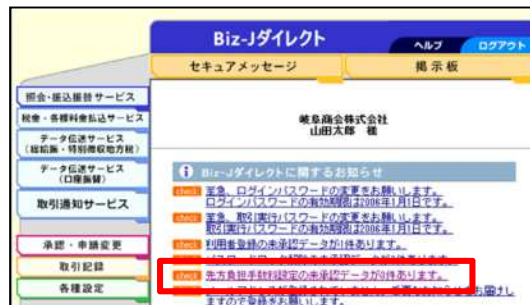 Biz-Jダイレクト
ヘルプ
ログアウト
セキュアメッセージ
掲示板
照会・振込振替サービス
税金・各種料金払込サービス
データ伝送サービス
(総給振・特別徴収地方税)
データ伝送サービス
(口座振替)
取引通知サービス
承認・申請変更
取引記録
各種設定
岐阜商会株式会社
山田太郎 様
Biz-Jダイレクトに関するお知らせ
check 至急、ログインパスワードの変更をお願いします。
ログインパスワードの有効期限は2006年1月1日です。
check 至急、取引実行パスワードの変更をお願いします。
取引実行パスワードの有効期限は2006年1月1日です。
check 利用者登録の未承認データが1件あります。
check 先方負担手数料設定の未承認データが9件あります。
お届けし
ますので登録をお願いします。